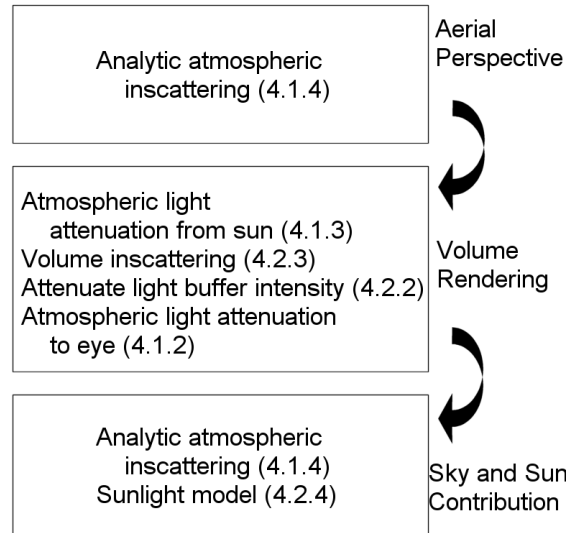 Analytic atmospheric
inscattering (4.1.4)
Aerial
Perspective
Atmospheric light
attenuation from sun (4.1.3)
Volume inscattering (4.2.3)
Attenuate light buffer intensity (4.2.2)
Atmospheric light attenuation
to eye (4.1.2)
Volume
Rendering
Analytic atmospheric
inscattering (4.1.4)
Sunlight model (4.2.4)
Sky and Sun
Contribution